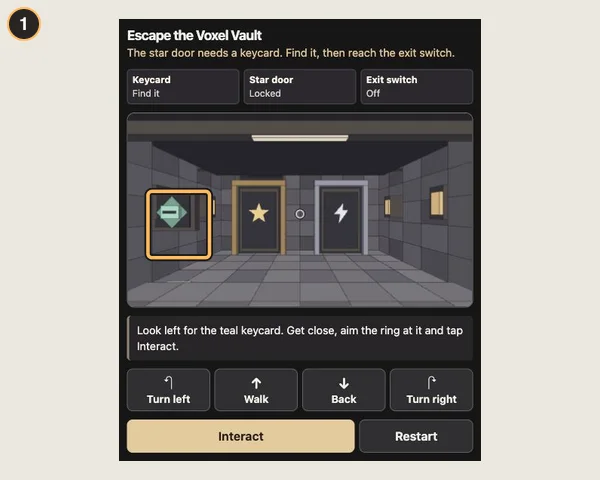 1
Escape the Voxel Vault
The star door needs a keycard. Find it, then reach the exit switch.
Keycard
Find it
Star door
Locked
Exit switch
Off
Look left for the teal keycard. Get close, aim the ring at it and tap
Interact.
Turn left
Walk
Back
Turn right
Interact
Restart